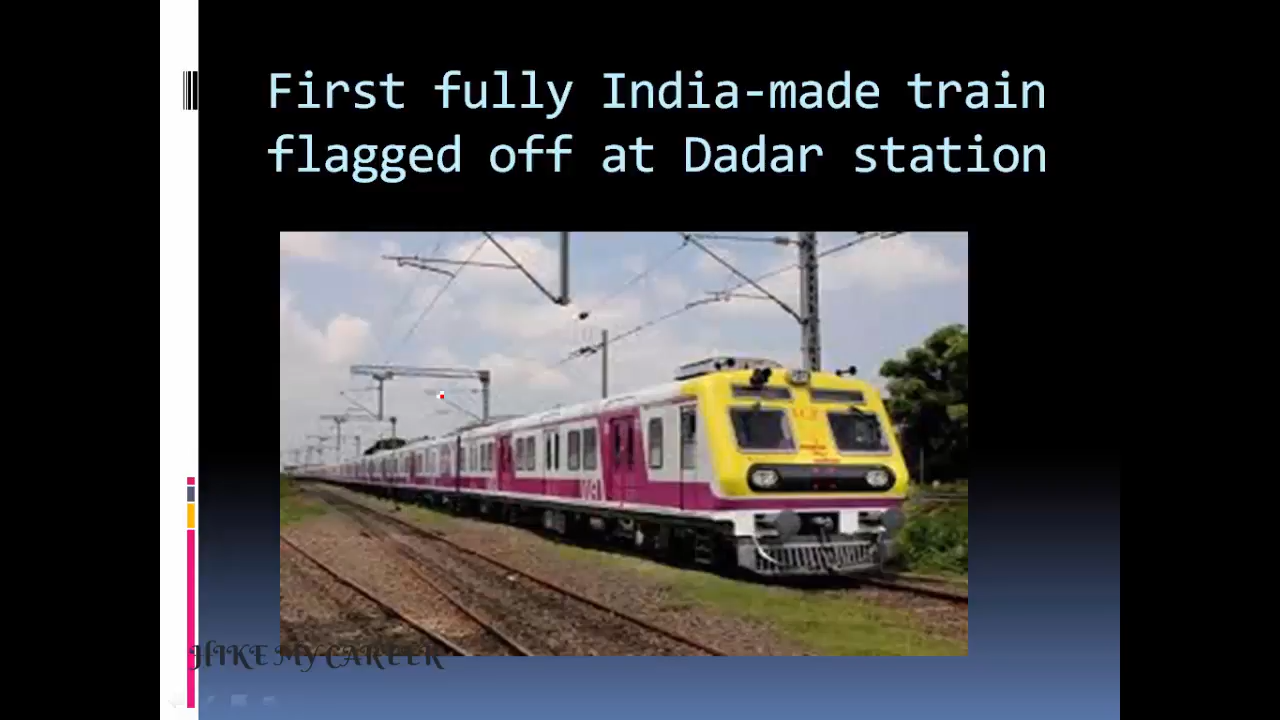 First fully India-made train
flagged off at Dadar station
HIKE MY CAREER